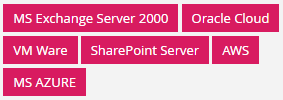 MS Exchange Server 2000 Oracle Cloud
VM Ware SharePoint Server AWS
MS AZURE